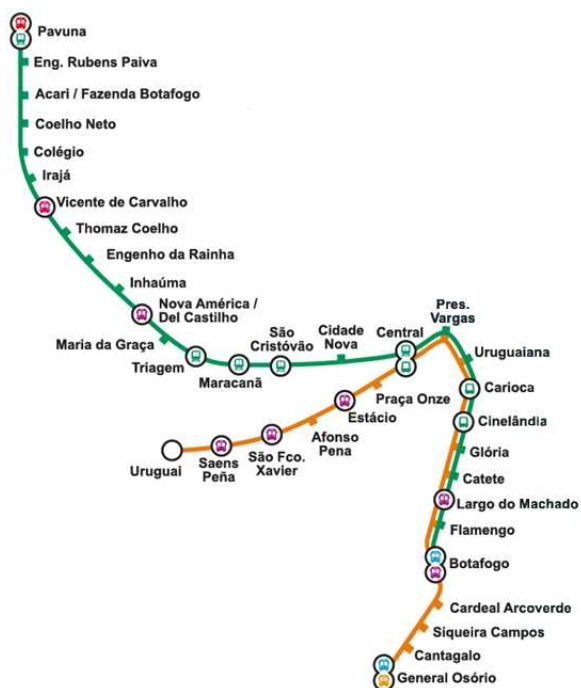 Pavuna
Eng. Rubens Paiva
Acari / Fazenda Botafogo
Coelho Neto
Colégio
Irajá
Vicente de Carvalho
Thomaz Coelho
Engenho da Rainha
Inhaúma
Nova América /
Del Castilho
Maria da Graça
Triagem
Maracanã
São
Cristóvão
Cidade
Nova
Central
Pres.
Vargas
Uruguaiana
Carioca
Cinelândia
Glória
Catete
Largo do Machado
Flamengo
Botafogo
Cardeal Arcoverde
Siqueira Campos
Cantagalo
General Osório
Praça Onze
Estácio
Afonso
Pena
São Fco.
Xavier
Saens
Peña
Uruguai